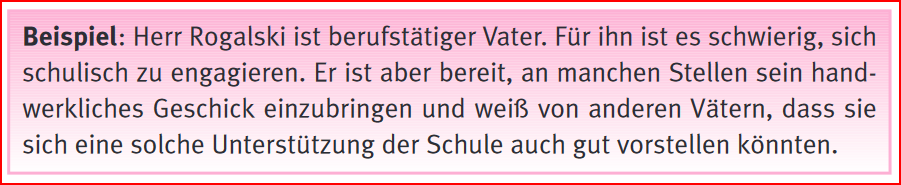 Beispiel: Herr Rogalski ist berufstätiger Vater. Für ihn ist es schwierig, sich
schulisch zu engagieren. Er ist aber bereit, an manchen Stellen sein hand-
werkliches Geschick einzubringen und weiß von anderen Vätern, dass sie
sich eine solche Unterstützung der Schule auch gut vorstellen könnten.